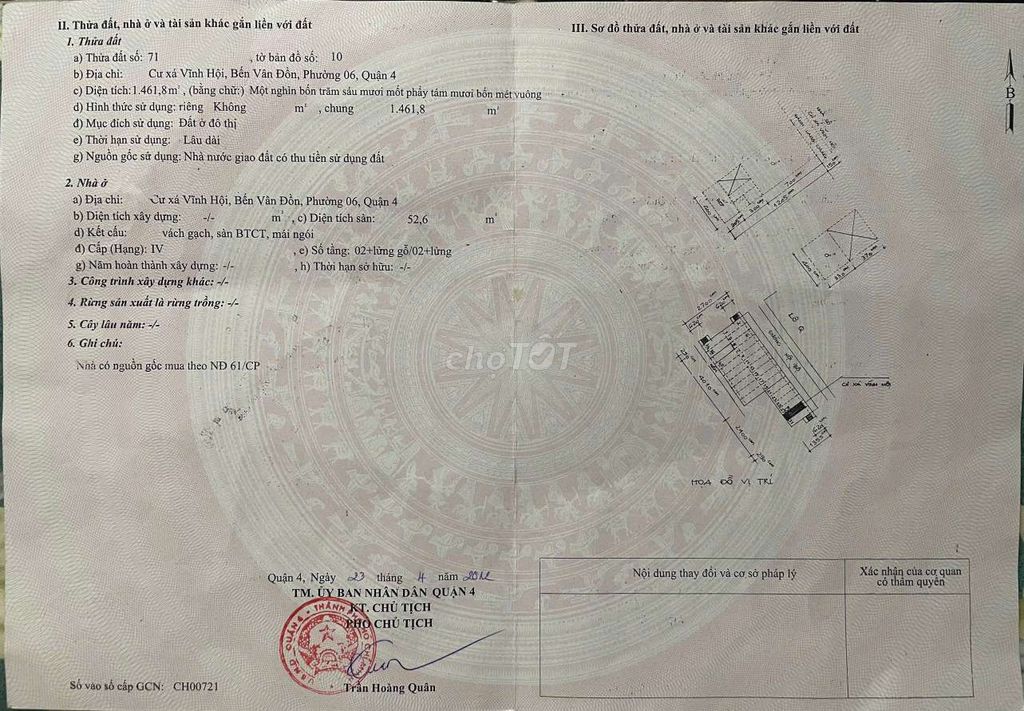 II. Thửa đất, nhà ở và tài sản khác gắn liền với đất
1. Thửa đất
a) Thửa đất số: 71 , tờ bản đồ số: 10
b) Địa chỉ: Cư xá Vĩnh Hội, Bến Vân Đồn, Phường 06, Quận 4
c) Diện tích: 1.461,8m², (bằng chữ:) Một nghìn bốn trăm sáu mươi mốt phẩy tám mươi bốn mét vuông
d) Hình thức sử dụng: riêng Không m² , chung 1.461,8 m²
đ) Mục đích sử dụng: Đất ở đô thị
e) Thời hạn sử dụng: Lâu dài
g) Nguồn gốc sử dụng: Nhà nước giao đất có thu tiền sử dụng đất
2. Nhà ở
a) Địa chỉ: Cư xá Vĩnh Hội, Bến Vân Đồn, Phường 06, Quận 4
b) Diện tích xây dựng: -/- m² , c) Diện tích sàn: 52,6 m²
d) Kết cấu: vách gạch, sàn BTCT, mái ngói
đ) Cấp (Hạng): IV , e) Số tầng: 02+lửng gỗ/02+lửng
g) Năm hoàn thành xây dựng: -/- , h) Thời hạn sở hữu: -/-
3. Công trình xây dựng khác: -/-
4. Rừng sản xuất là rừng trồng: -/-
5. Cây lâu năm: -/-
6. Ghi chú:
Nhà có nguồn gốc mua theo NĐ 61/CP
choTỐT
Quận 4, Ngày 23 tháng 4 năm 2012
TM. ỦY BAN NHÂN DÂN QUẬN 4
KT. CHỦ TỊCH
PHÓ CHỦ TỊCH
Trần Hoàng Quân
Số vào sổ cấp GCN: CH00721
III. Sơ đồ thửa đất, nhà ở và tài sản khác gắn liền với đất
B
2700
LÔ Q
CƯ XÁ VĨNH HỘI
4050
2400
HỌA ĐỒ VỊ TRÍ
Nội dung thay đổi và cơ sở pháp lý
Xác nhận của cơ quan
có thẩm quyền